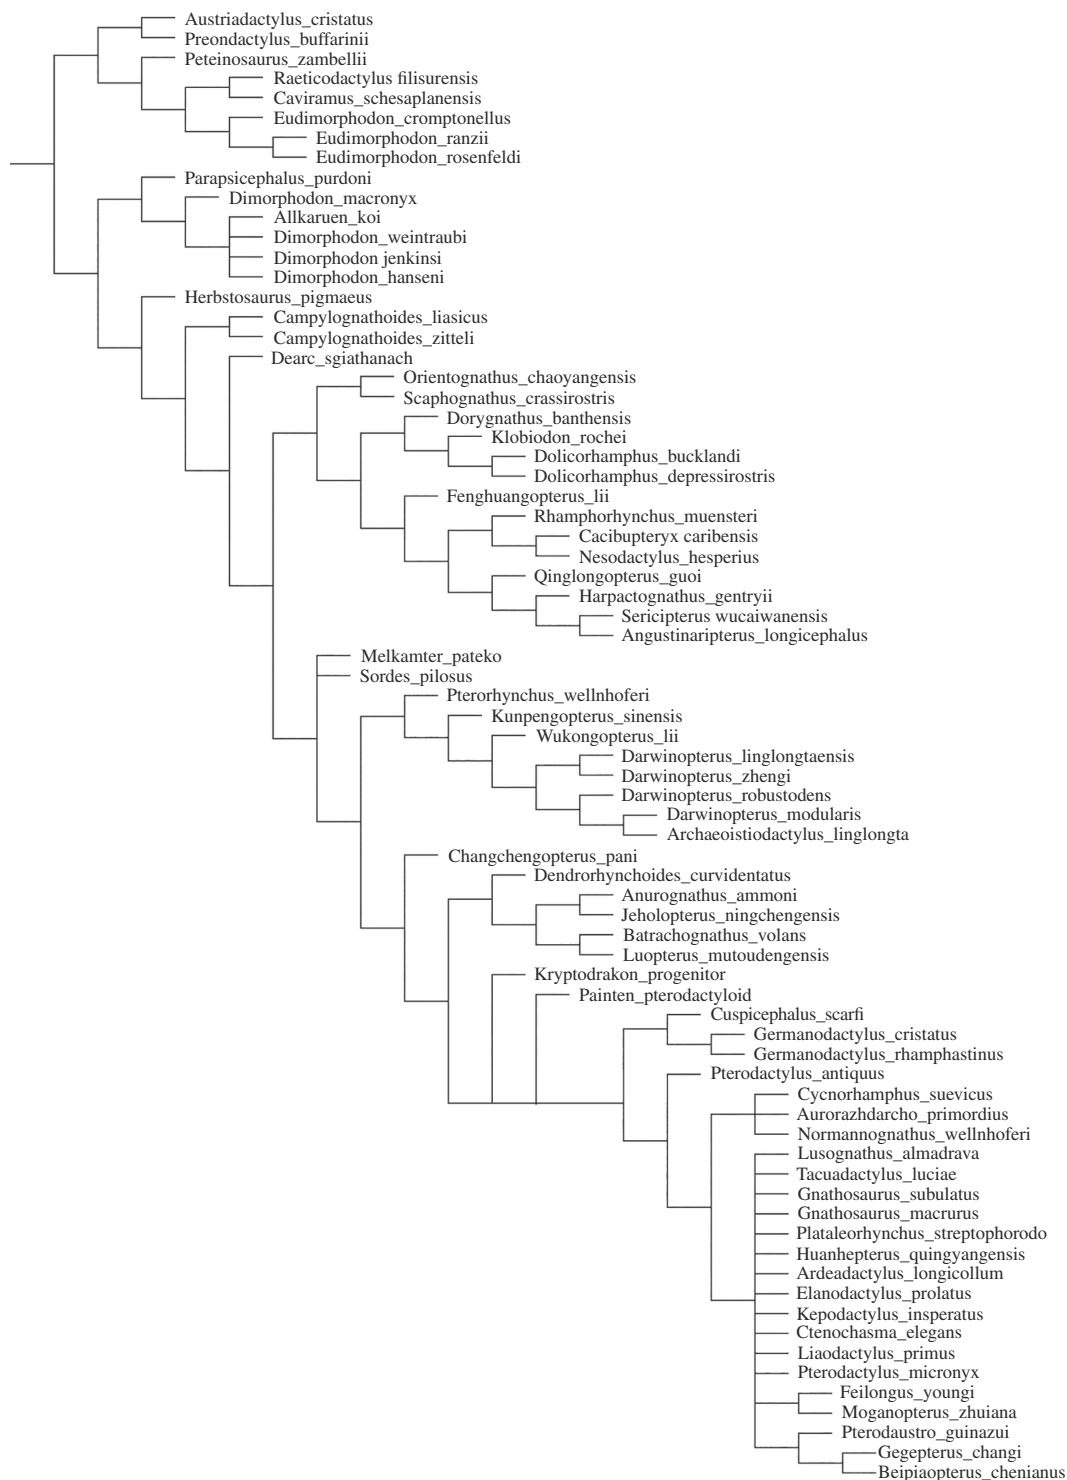 Austriadactylus_cristatus
Preondactylus_buffarinii
Peteinosaurus_zambellii
Raeticodactylus filisurensis
Caviramus_schesaplanensis
Eudimorphodon_cromptonellus
Eudimorphodon_ranzii
Eudimorphodon_rosenfeldi
Parapsicephalus_purdoni
Dimorphodon_macronyx
Allkaruen_koi
Dimorphodon_weintraubi
Dimorphodon jenkinsi
Dimorphodon_hanseni
Herbstosaurus_pigmaeus
Campylognathoides_liasicus
Campylognathoides_zitteli
Dearc_sgiathanach
Orientognathus_chaoyangensis
Scaphognathus_crassirostris
Dorygnathus_banthensis
Klobiodon_rochei
Dolicorhamphus_bucklandi
Dolicorhamphus_depressirostris
Fenghuangopterus_lii
Rhamphorhynchus_muensteri
Cacibupteryx caribensis
Nesodactylus_hesperius
Qinglongopterus_guoi
Harpactognathus_gentryii
Sericipterus wucaiwanensis
Angustinaripterus_longicephalus
Melkamter_pateko
Sordes_pilosus
Pterorhynchus_wellnhoferi
Kunpengopterus_sinensis
Wukongopterus_lii
Darwinopterus_linglongtaensis
Darwinopterus_zhengi
Darwinopterus_robustodens
Darwinopterus_modularis
Archaeoistiodactylus_linglongta
Changchengopterus_pani
Dendrorhynchoides_curvidentatus
Anurognathus_ammoni
Jeholopterus_ningchengensis
Batrachognathus_volans
Luopterus_mutoudengensis
Kryptodrakon_progenitor
Painten_pterodactyloid
Cuspicephalus_scarfi
Germanodactylus_cristatus
Germanodactylus_rhamphastinus
Pterodactylus_antiquus
Cycnorhamphus_suevicus
Aurorazhdarcho_primordius
Normannognathus_wellnhoferi
Lusognathus_almadrava
Tacuadactylus_luciae
Gnathosaurus_subulatus
Gnathosaurus_macrurus
Plataleorhynchus_streptophorodo
Huanhepterus_quingyangensis
Ardeadactylus_longicollum
Elanodactylus_prolatus
Kepodactylus_insperatus
Ctenochasma_elegans
Liaodactylus_primus
Pterodactylus_micronyx
Feilongus_youngi
Moganopterus_zhuiana
Pterodaustro_guinazui
Gegepterus_changi
Beipiaopterus_chenianus